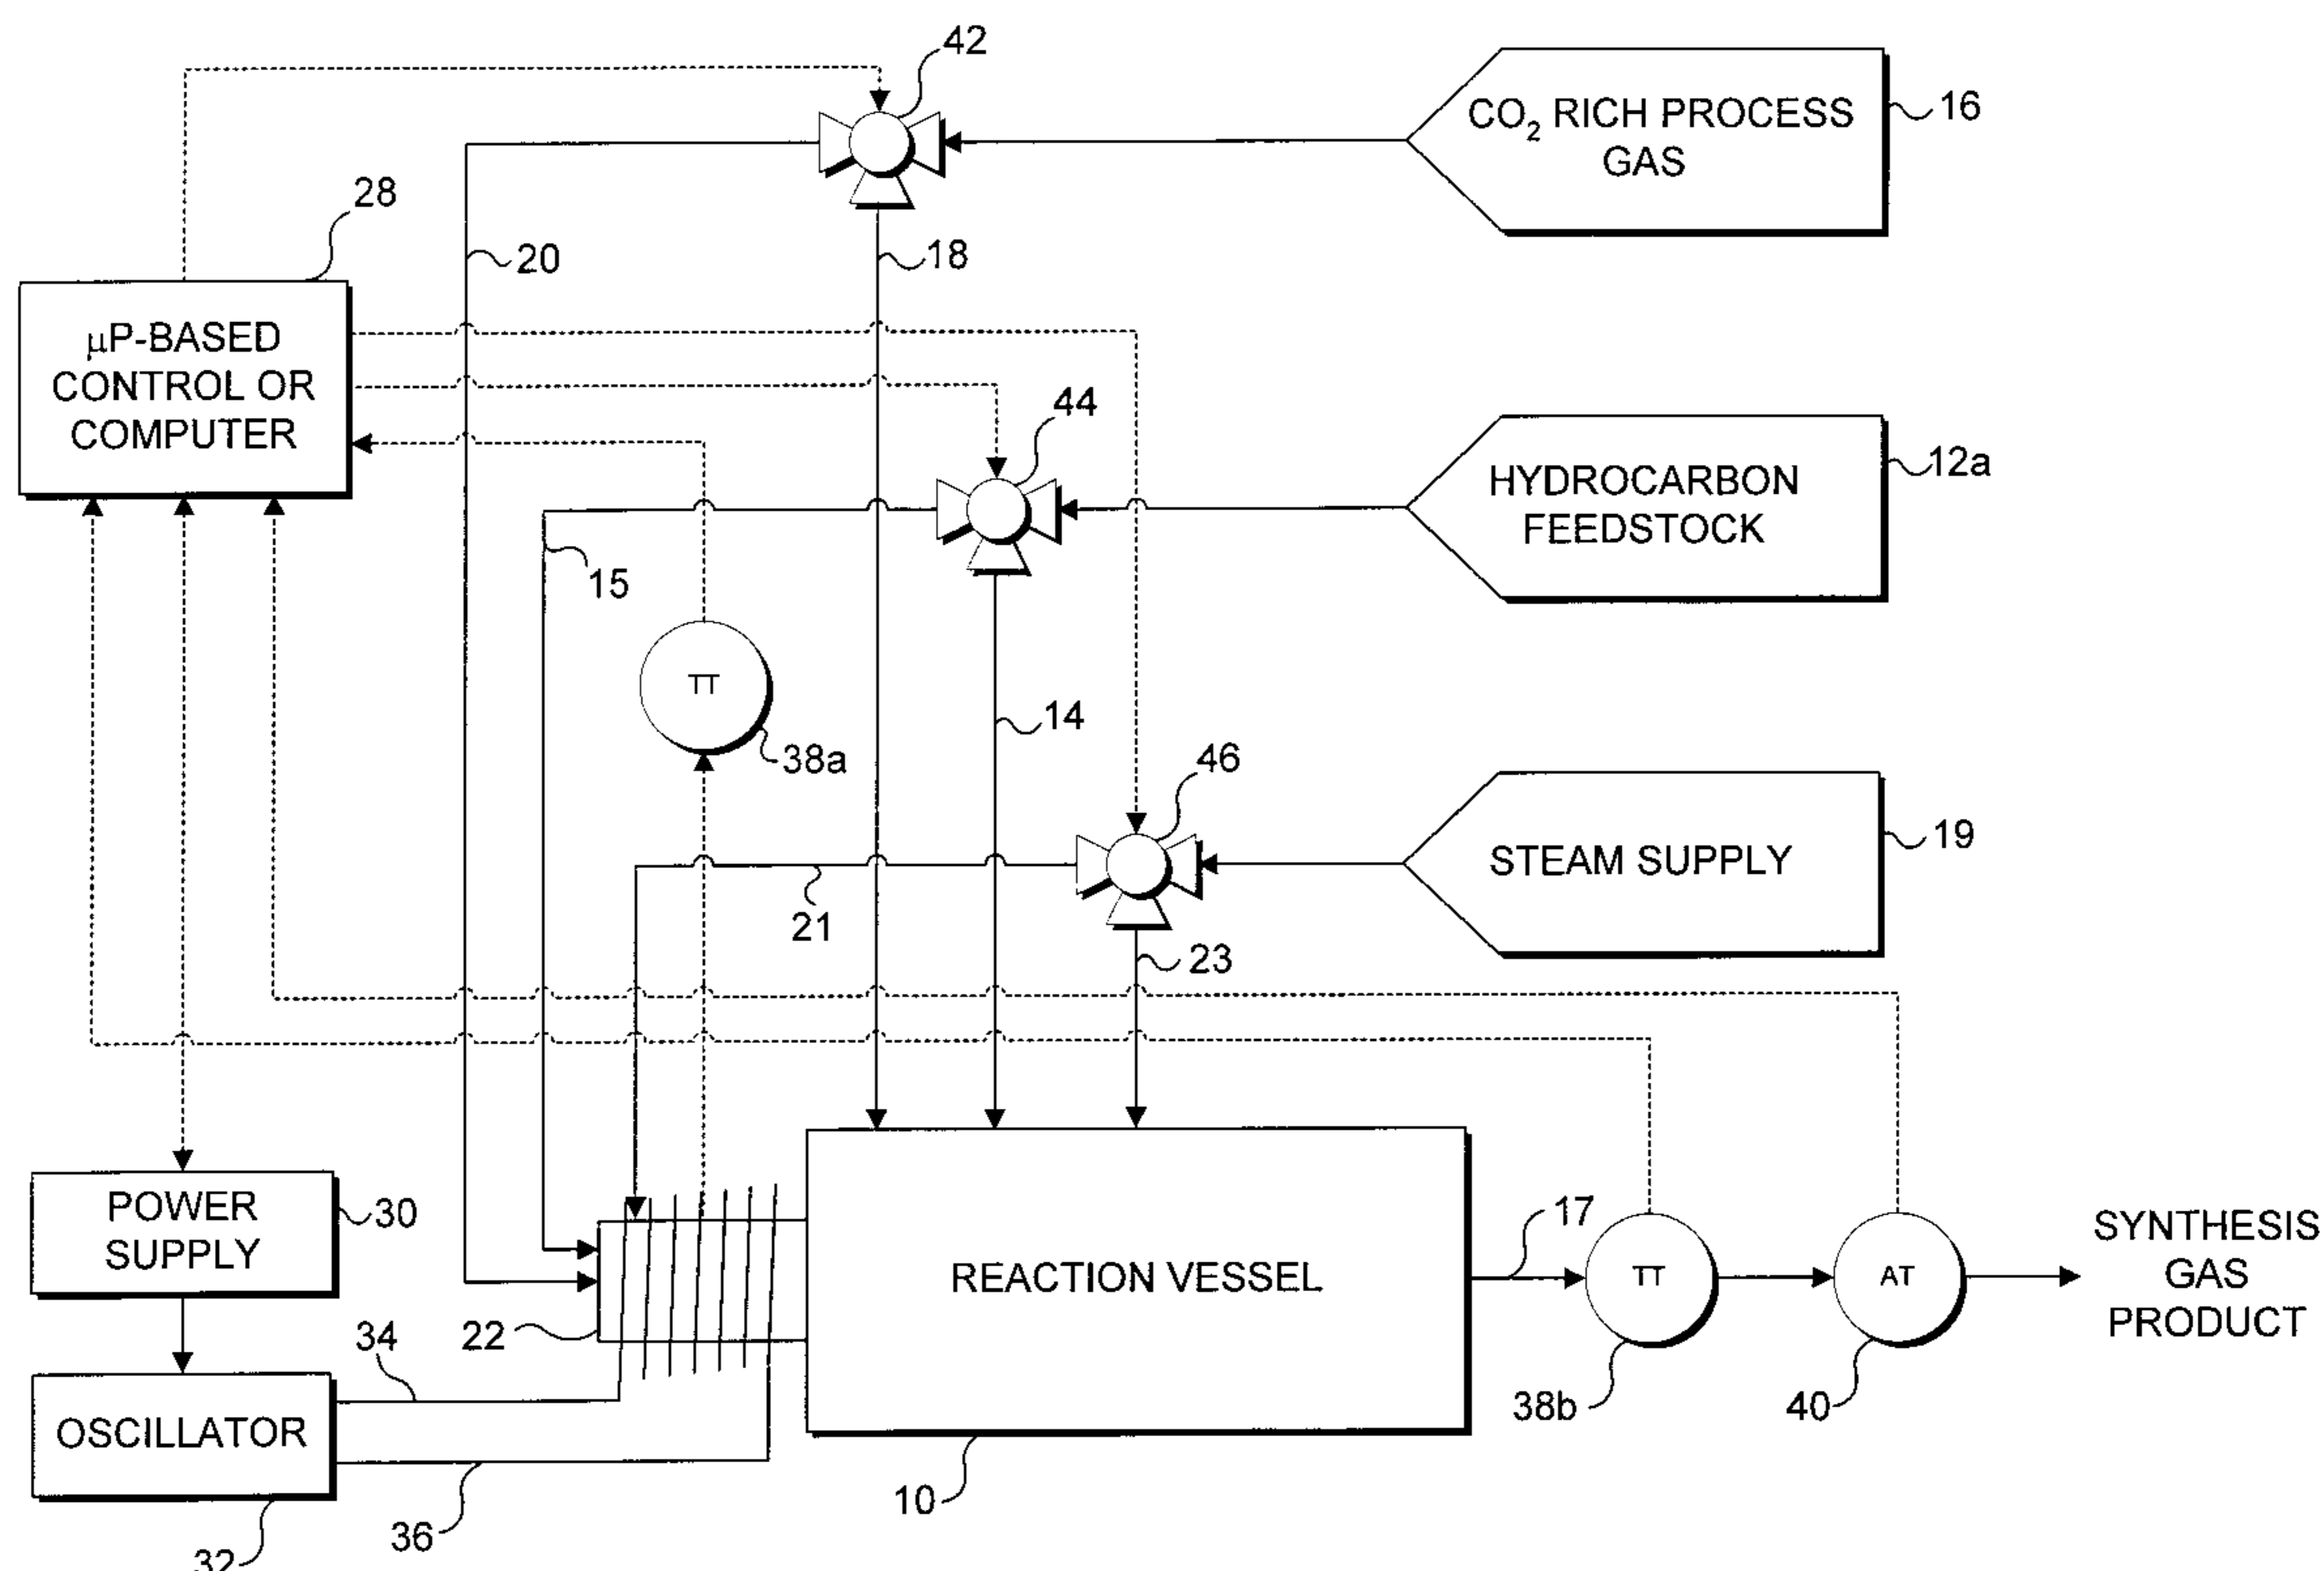 42
CO2 RICH PROCESS
GAS
16
28
20
18
μP-BASED
CONTROL OR
COMPUTER
44
HYDROCARBON
FEEDSTOCK
12a
15
TT
38a
14
46
STEAM SUPPLY
19
21
23
POWER
SUPPLY
30
22
REACTION VESSEL
17
TT
AT
SYNTHESIS
GAS
PRODUCT
34
OSCILLATOR
38b
40
10
36
32